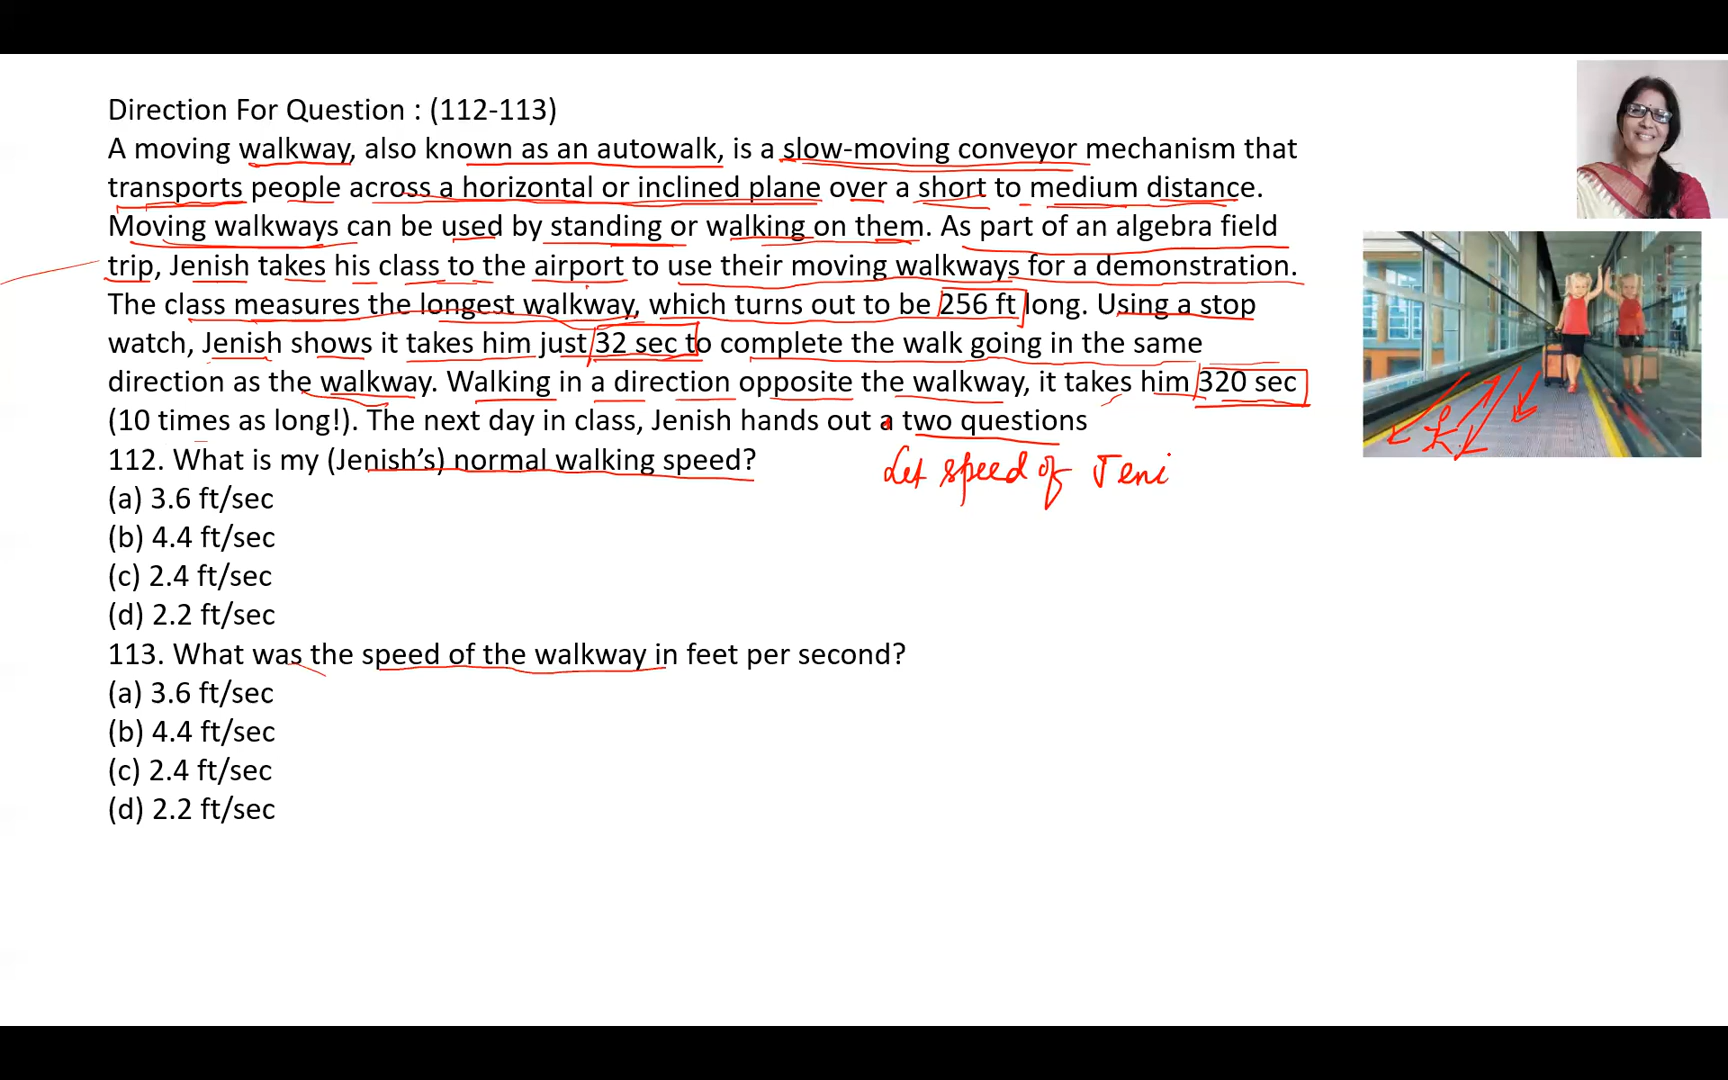 Direction For Question : (112-113)
A moving walkway, also known as an autowalk, is a slow-moving conveyor mechanism that
transports people across a horizontal or inclined plane over a short to medium distance.
Moving walkways can be used by standing or walking on them. As part of an algebra field
trip, Jenish takes his class to the airport to use their moving walkways for a demonstration.
The class measures the longest walkway, which turns out to be 256 ft long. Using a stop
watch, Jenish shows it takes him just 32 sec to complete the walk going in the same
direction as the walkway. Walking in a direction opposite the walkway, it takes him 320 sec
(10 times as long!). The next day in class, Jenish hands out a two questions
112. What is my (Jenish's) normal walking speed?
Let speed of Jeni
(a) 3.6 ft/sec
(b) 4.4 ft/sec
(c) 2.4 ft/sec
(d) 2.2 ft/sec
113. What was the speed of the walkway in feet per second?
(a) 3.6 ft/sec
(b) 4.4 ft/sec
(c) 2.4 ft/sec
(d) 2.2 ft/sec